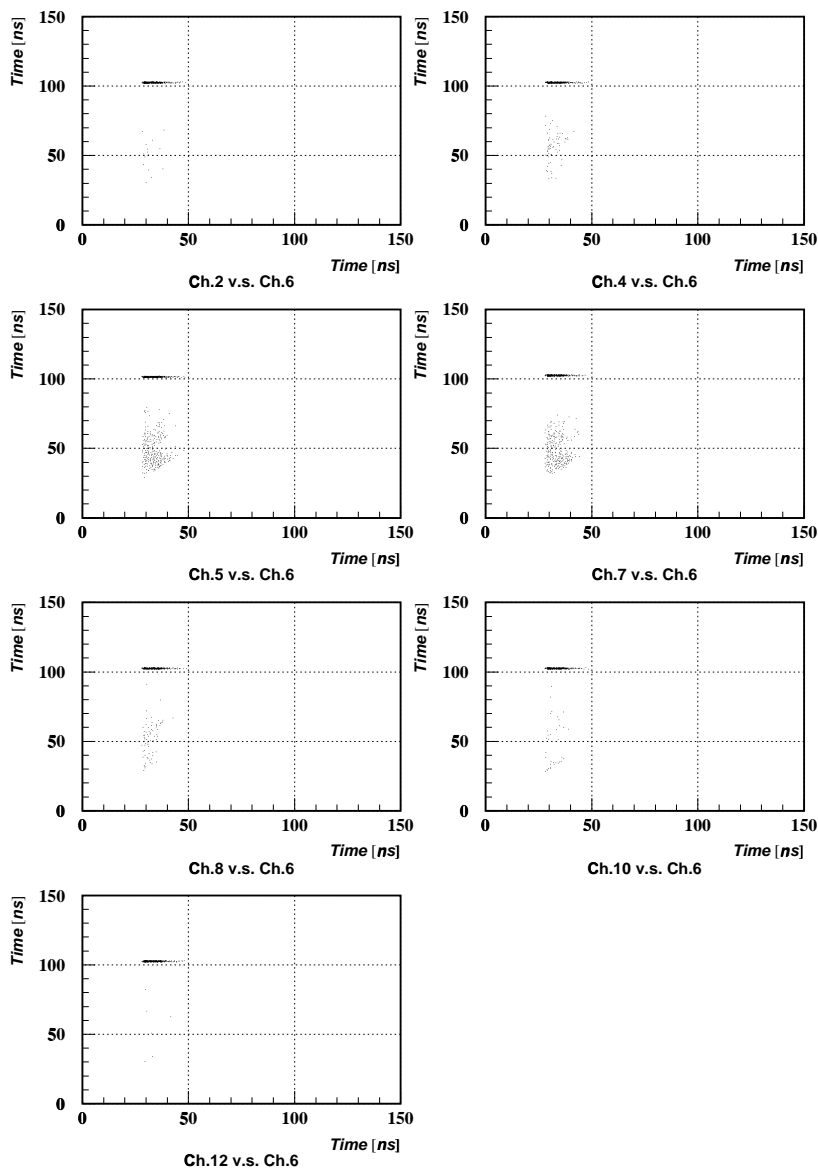 Time [ns]
150
100
50
0
0 50 100 150
Time [ns]
Ch.2 v.s. Ch.6
Time [ns]
150
100
50
0
0 50 100 150
Time [ns]
Ch.4 v.s. Ch.6
Time [ns]
150
100
50
0
0 50 100 150
Time [ns]
Ch.5 v.s. Ch.6
Time [ns]
150
100
50
0
0 50 100 150
Time [ns]
Ch.7 v.s. Ch.6
Time [ns]
150
100
50
0
0 50 100 150
Time [ns]
Ch.8 v.s. Ch.6
Time [ns]
150
100
50
0
0 50 100 150
Time [ns]
Ch.10 v.s. Ch.6
Time [ns]
150
100
50
0
0 50 100 150
Time [ns]
Ch.12 v.s. Ch.6